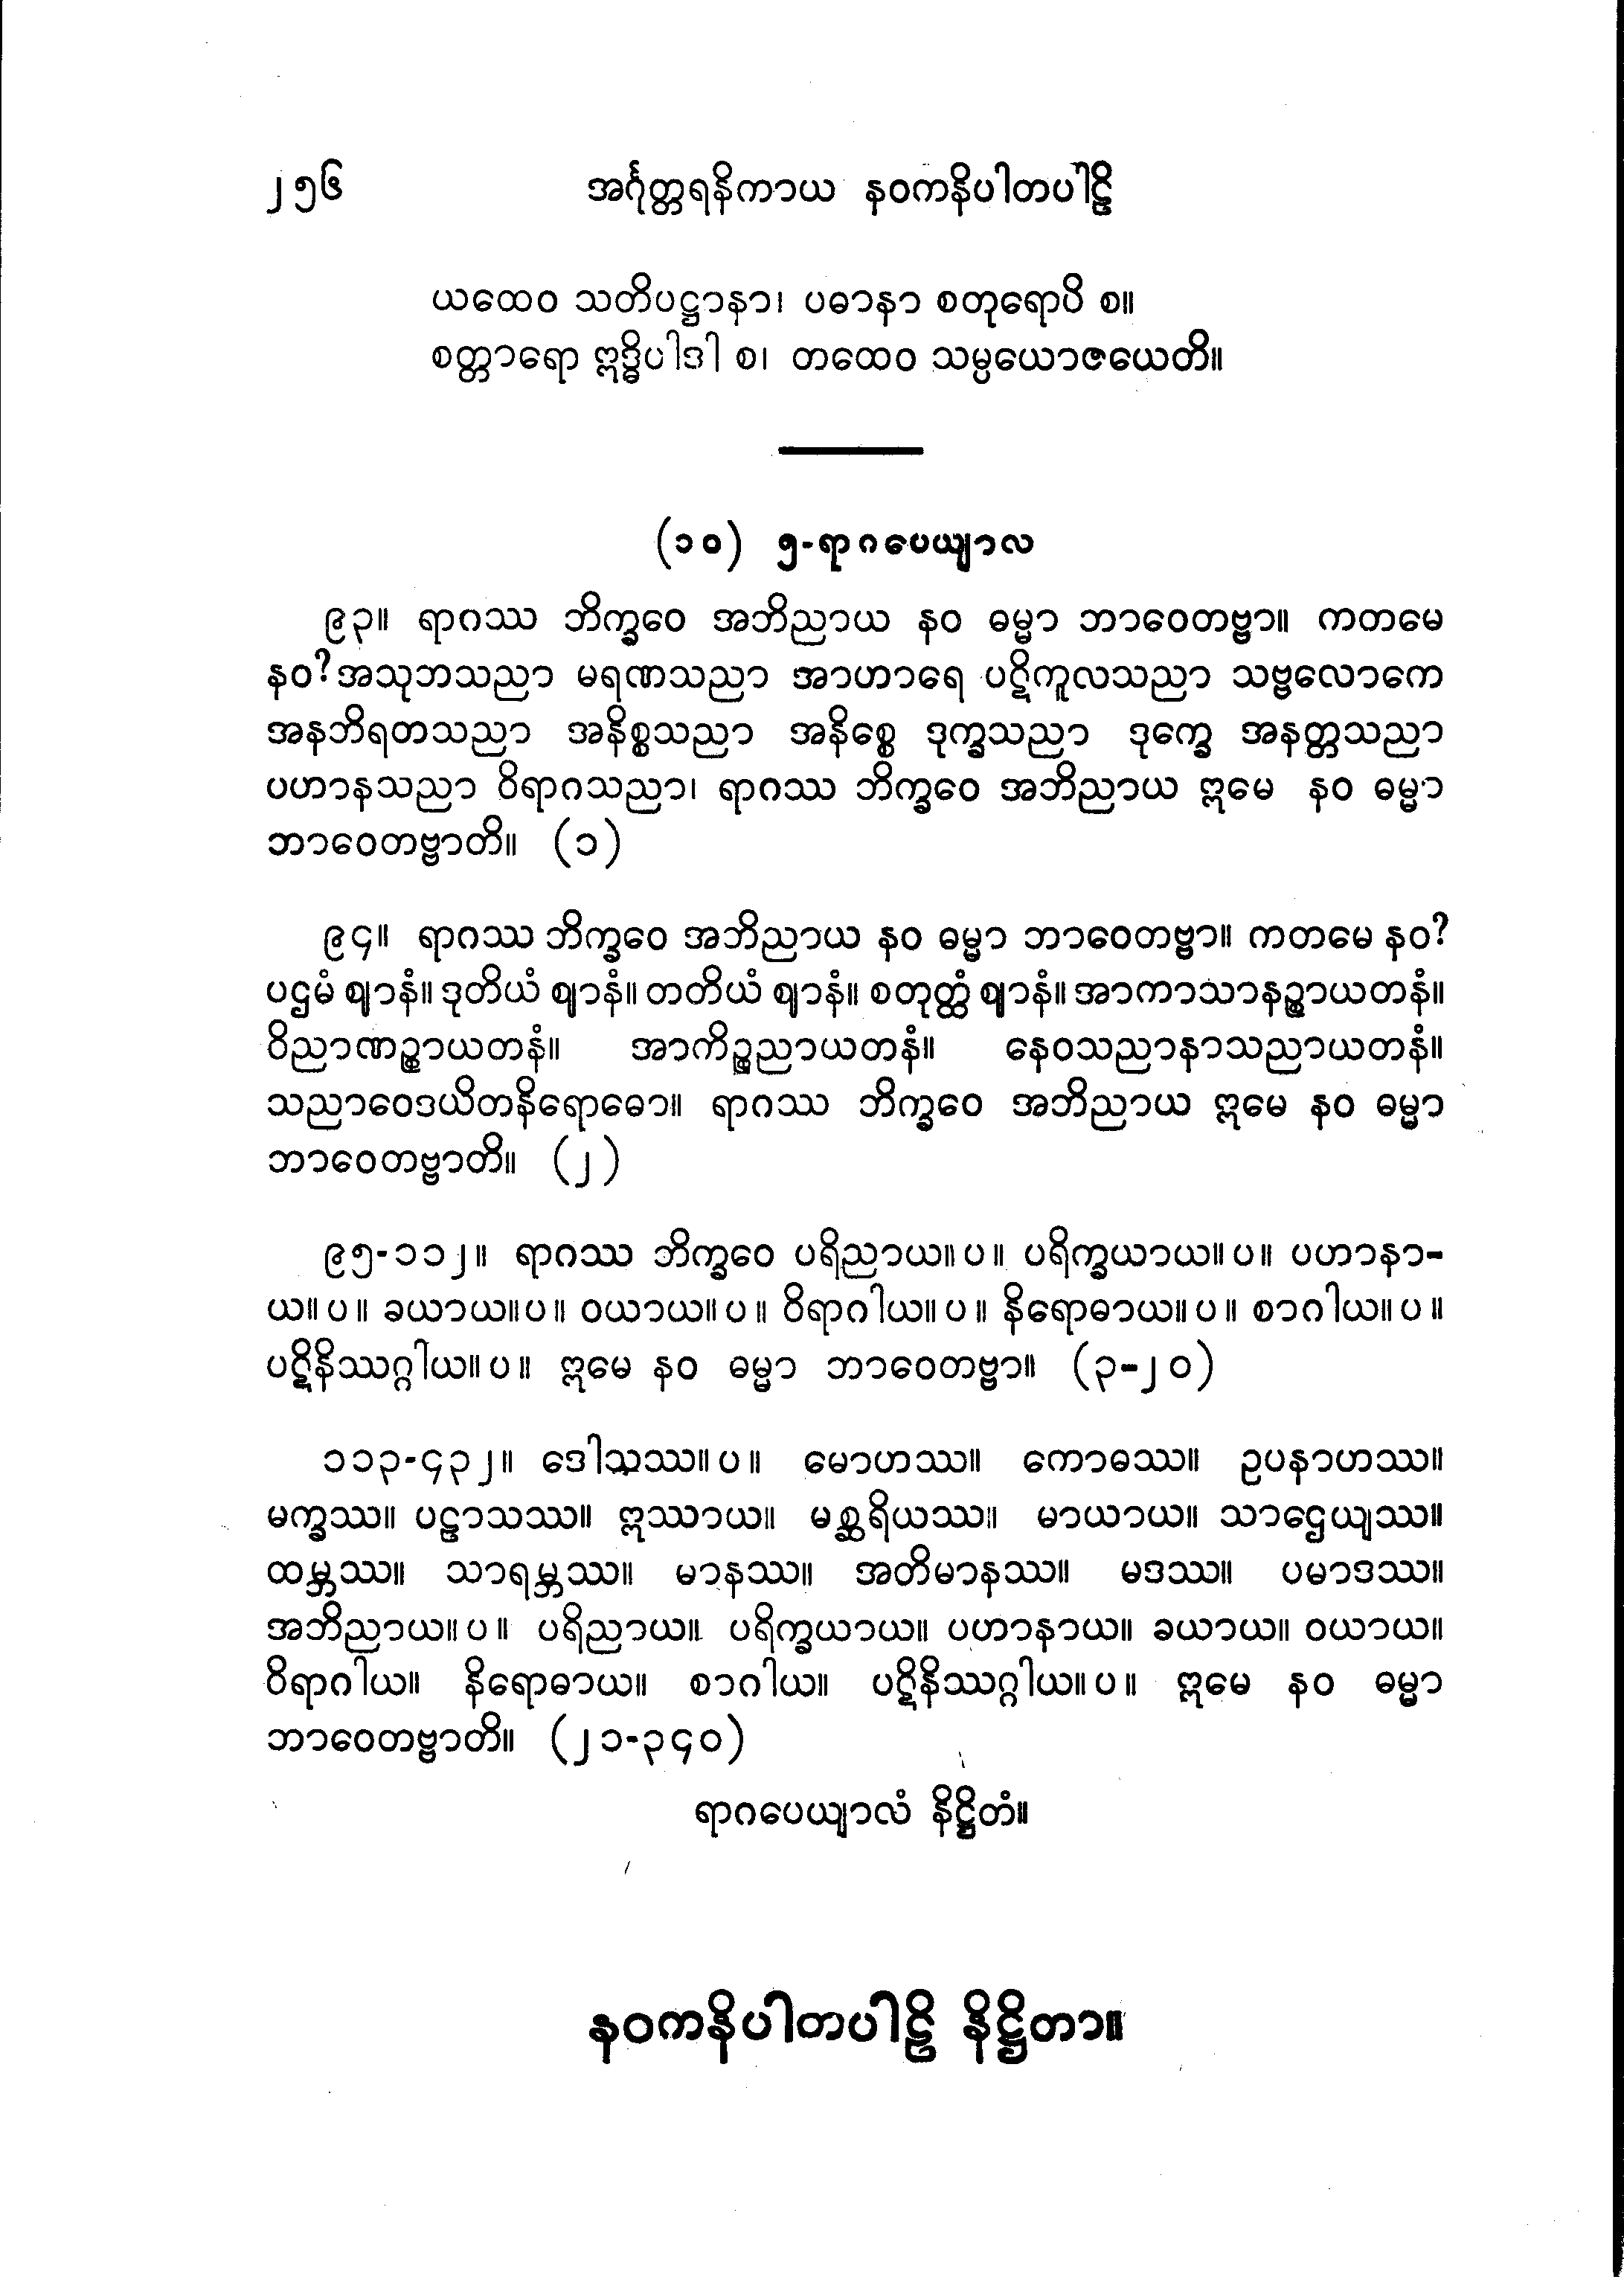 ၂၅၆ အင်္ဂုတ္တရနိကာယ နဝကနိပါတပါဠိ
ယထေဝ သတိပဋ္ဌာနာ၊ ပဓာနာ စတုရောပိ စ။
စတ္တာရော ဣဒ္ဓိပါဒါ စ၊ တထေဝ သမ္ပယောဇယေတိ။
(၁၀) ၅-ရာဂပေယျာလ
၉၃။ ရာဂဿ ဘိက္ခဝေ အဘိညာယ နဝ ဓမ္မာ ဘာဝေတဗ္ဗာ။ ကတမေ
နဝ? အသုဘသညာ မရဏသညာ အာဟာရေ ပဋိကူလသညာ သဗ္ဗလောကေ
အနဘိရတသညာ အနိစ္စသညာ အနိစ္စေ ဒုက္ခသညာ ဒုက္ခေ အနတ္တသညာ
ပဟာနသညာ ဝိရာဂသညာ၊ ရာဂဿ ဘိက္ခဝေ အဘိညာယ ဣမေ နဝ ဓမ္မာ
ဘာဝေတဗ္ဗာတိ။ (၁)
၉၄။ ရာဂဿ ဘိက္ခဝေ အဘိညာယ နဝ ဓမ္မာ ဘာဝေတဗ္ဗာ။ ကတမေ နဝ?
ပဌမံ ဈာနံ။ ဒုတိယံ ဈာနံ။ တတိယံ ဈာနံ။ စတုတ္ထံ ဈာနံ။ အာကာသာနဉ္စာယတနံ။
ဝိညာဏဉ္စာယတနံ။ အာကိဉ္စညာယတနံ။ နေဝသညာနာသညာယတနံ။
သညာဝေဒယိတနိရောဓော။ ရာဂဿ ဘိက္ခဝေ အဘိညာယ ဣမေ နဝ ဓမ္မာ
ဘာဝေတဗ္ဗာတိ။ (၂)
၉၅-၁၁၂။ ရာဂဿ ဘိက္ခဝေ ပရိညာယ။ပ။ ပရိက္ခယာယ။ပ။ ပဟာနာ-
ယ။ပ။ ခယာယ။ပ။ ဝယာယ။ပ။ ဝိရာဂါယ။ပ။ နိရောဓာယ။ပ။ စာဂါယ။ပ။
ပဋိနိဿဂ္ဂါယ။ပ။ ဣမေ နဝ ဓမ္မာ ဘာဝေတဗ္ဗာ။ (၃-၂၀)
၁၁၃-၄၃၂။ ဒေါသဿ။ပ။ မောဟဿ။ ကောဓဿ။ ဥပနာဟဿ။
မက္ခဿ။ ပဠာသဿ။ ဣဿာယ။ မစ္ဆရိယဿ။ မာယာယ။ သာဌေယျဿ။
ထမ္ဘဿ။ သာရမ္ဘဿ။ မာနဿ။ အတိမာနဿ။ မဒဿ။ ပမာဒဿ။
အဘိညာယ။ပ။ ပရိညာယ။ ပရိက္ခယာယ။ ပဟာနာယ။ ခယာယ။ ဝယာယ။
ဝိရာဂါယ။ နိရောဓာယ။ စာဂါယ။ ပဋိနိဿဂ္ဂါယ။ပ။ ဣမေ နဝ ဓမ္မာ
ဘာဝေတဗ္ဗာတိ။ (၂၁-၃၄၀)
ရာဂပေယျာလံ နိဋ္ဌိတံ။
နဝကနိပါတပါဠိ နိဋ္ဌိတာ။